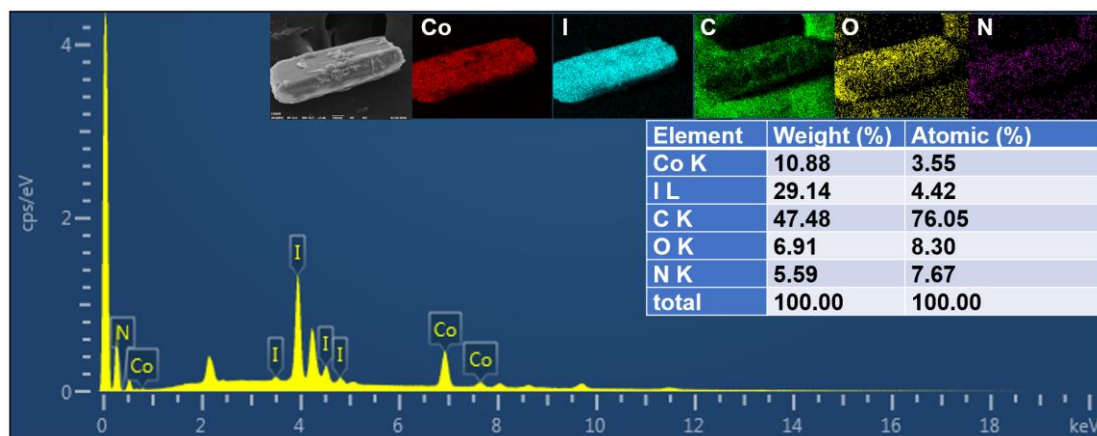 Co I C O N
Element Weight (%) Atomic (%)
Co K 10.88 3.55
I L 29.14 4.42
C K 47.48 76.05
O K 6.91 8.30
N K 5.59 7.67
total 100.00 100.00
cps/eV
4
2
0
I
N
Co
I
I
I
Co
Co
0 2 4 6 8 10 12 14 16 18 keV